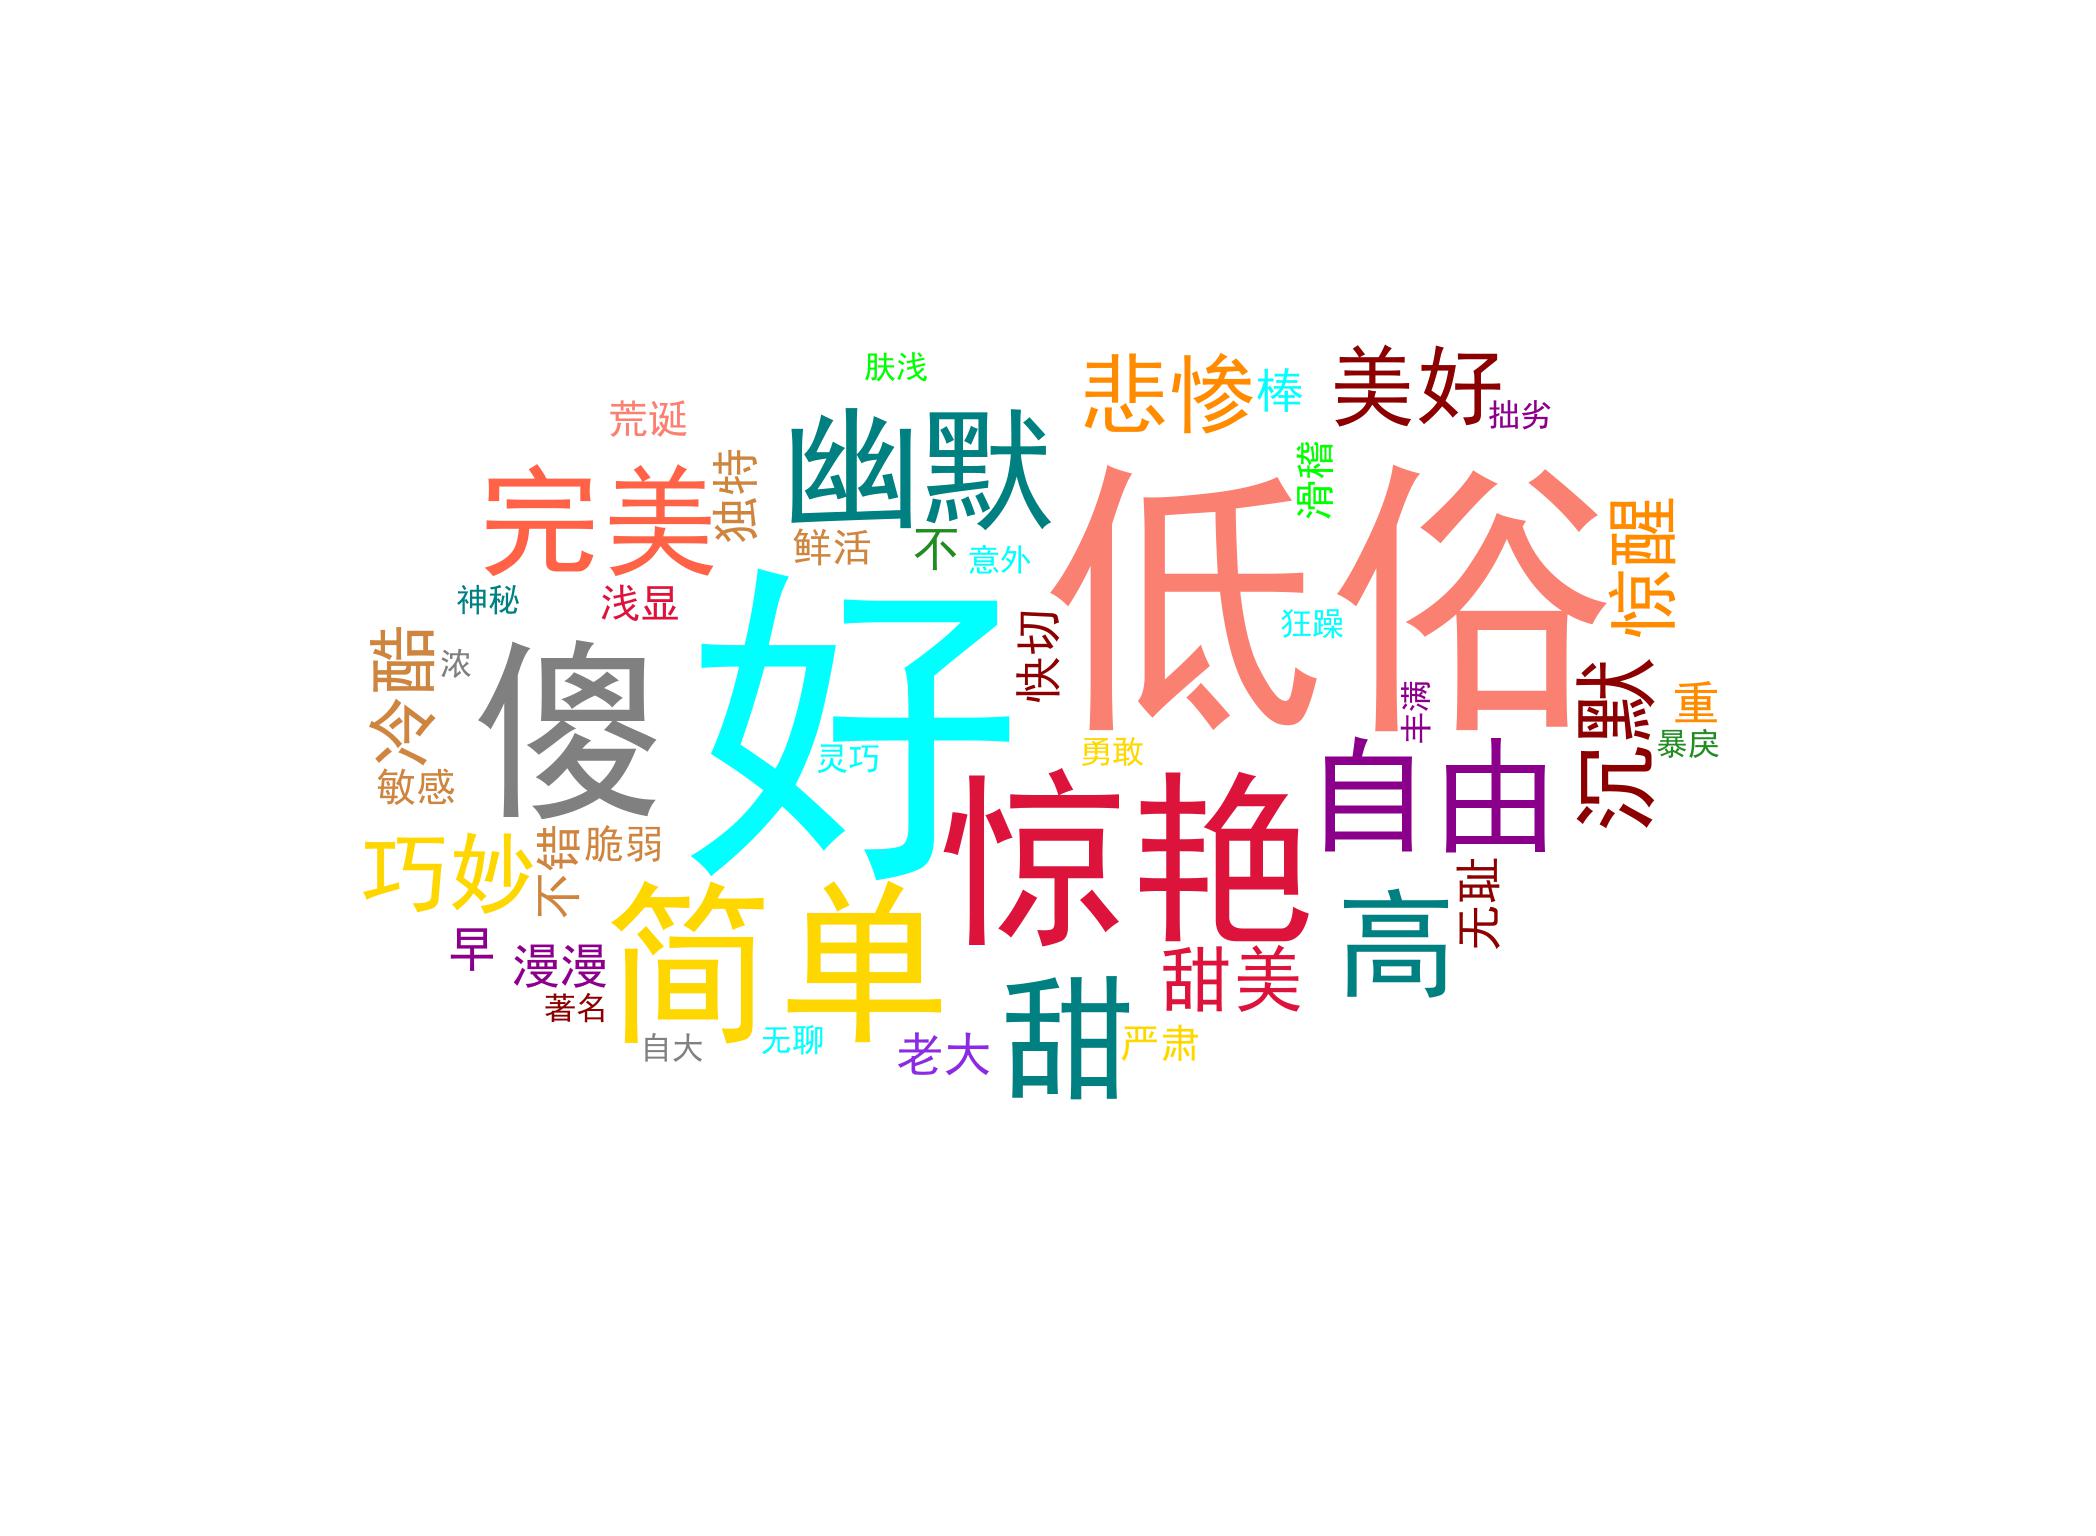 肤浅
悲惨
棒
美好
拙劣
荒诞
幽默
完美
独特
滑稽
低俗
惊醒
鲜活
不
意外
神秘
浅显
好
快切
狂躁
冷酷
浓
傻
沉默
丰满
重
暴戾
敏感
灵巧
勇敢
自由
惊艳
巧妙
不错
脆弱
无耻
简单
高
早
漫漫
甜美
著名
甜
自大
无聊
老大
严肃